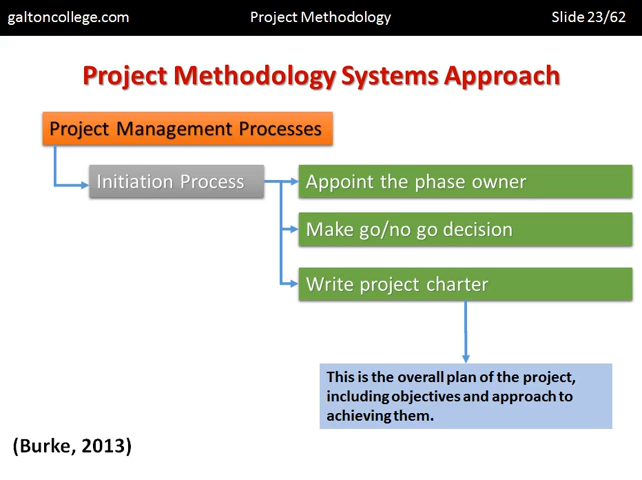 galtoncollege.com Project Methodology Slide 23/62
Project Methodology Systems Approach
Project Management Processes
Initiation Process
Appoint the phase owner
Make go/no go decision
Write project charter
This is the overall plan of the project,
including objectives and approach to
achieving them.
(Burke, 2013)